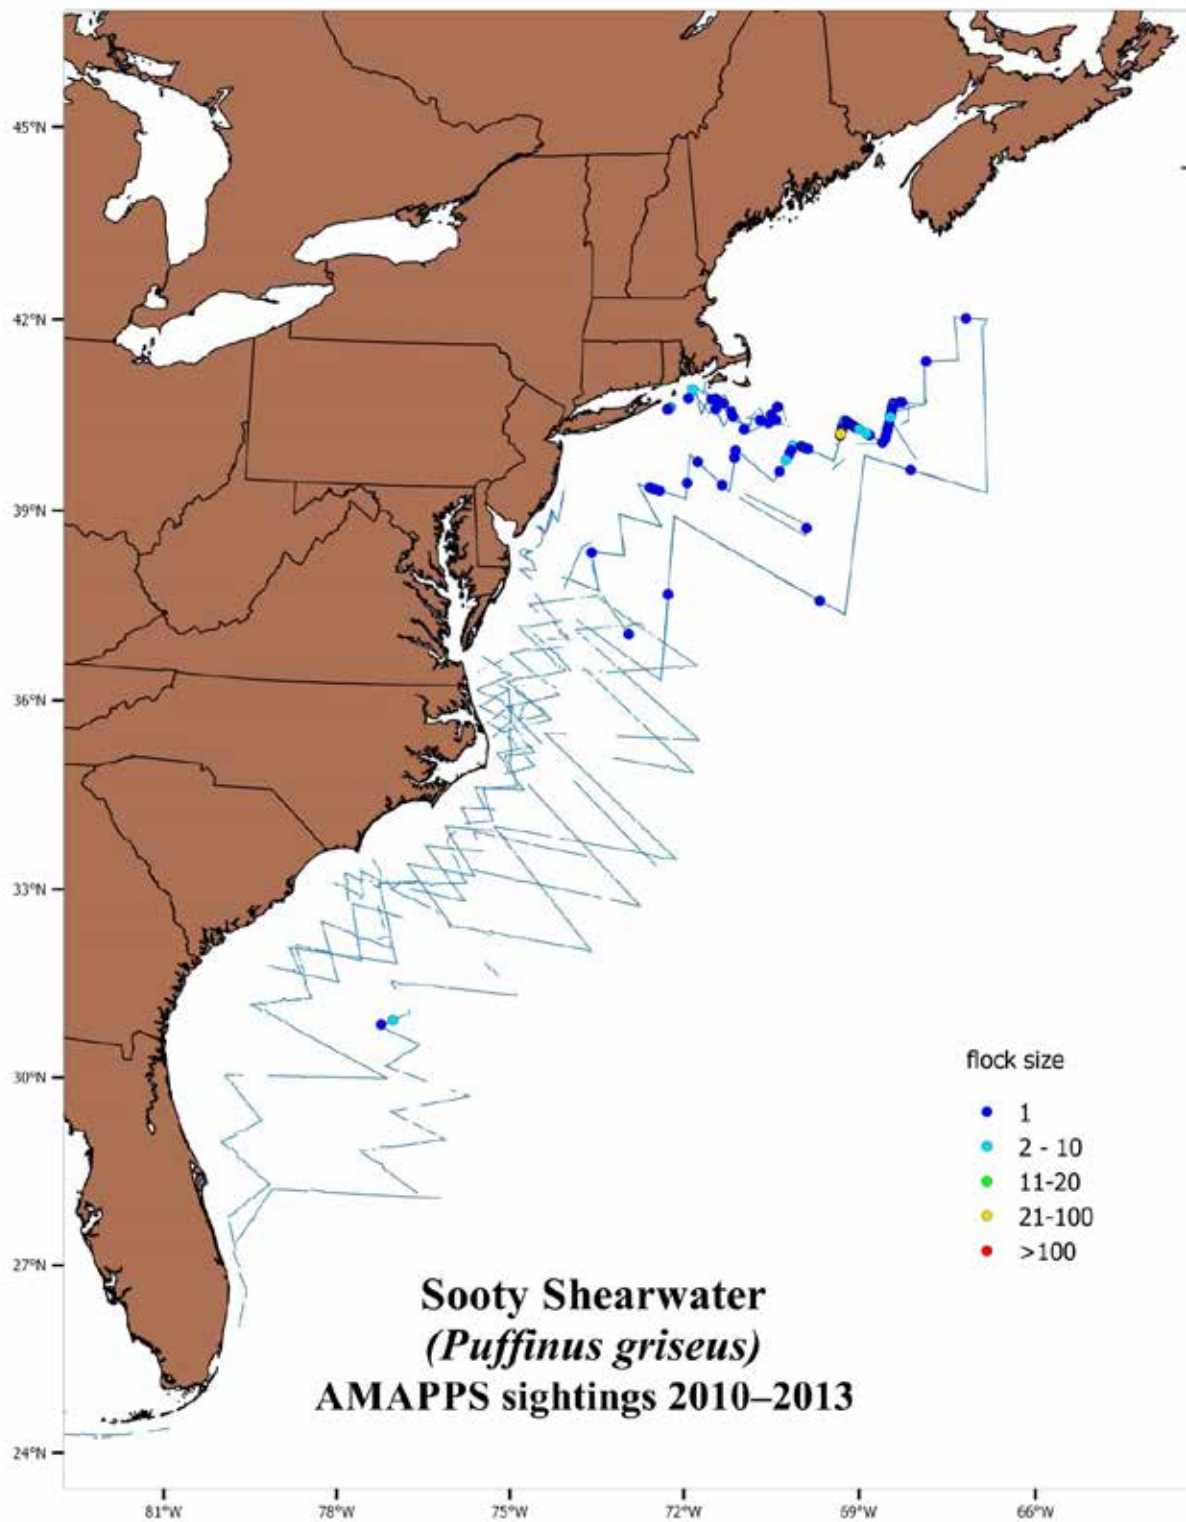 45°N
42°N
39°N
36°N
33°N
30°N
27°N
24°N
flock size
1
2 - 10
11-20
21-100
>100
Sooty Shearwater
(Puffinus griseus)
AMAPPS sightings 2010–2013
81°W
78°W
75°W
72°W
69°W
66°W